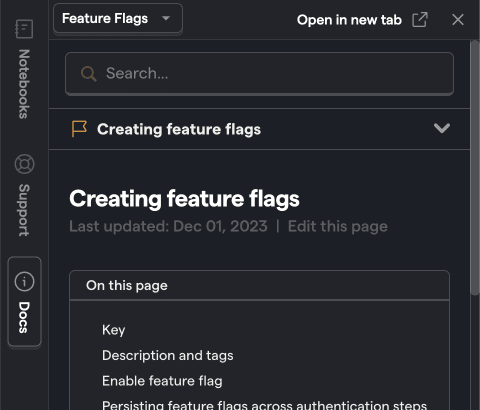 Feature Flags
Open in new tab
Notebooks
Support
Docs
Search...
Creating feature flags
Creating feature flags
Last updated: Dec 01, 2023 | Edit this page
On this page
Key
Description and tags
Enable feature flag
Persisting feature flags across authentication steps